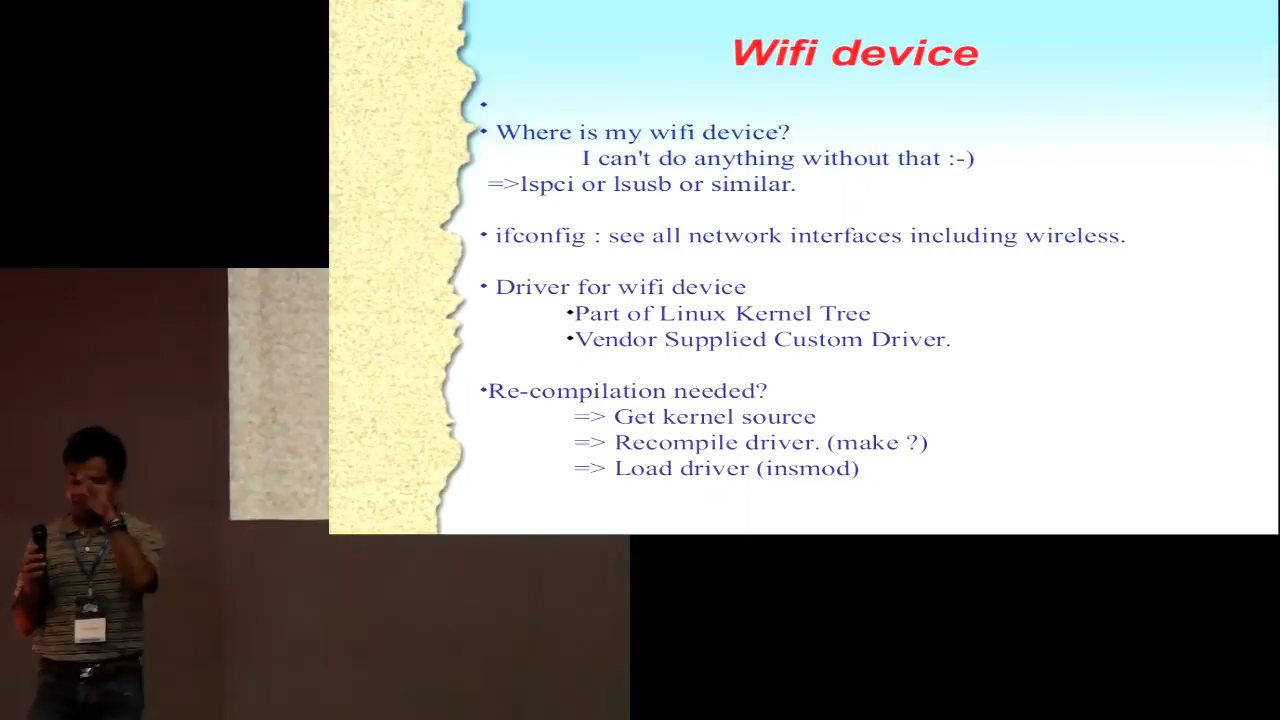 Wifi device
•
• Where is my wifi device?
I can't do anything without that :-)
=>lspci or lsusb or similar.
• ifconfig : see all network interfaces including wireless.
• Driver for wifi device
•Part of Linux Kernel Tree
•Vendor Supplied Custom Driver.
•Re-compilation needed?
=> Get kernel source
=> Recompile driver. (make ?)
=> Load driver (insmod)